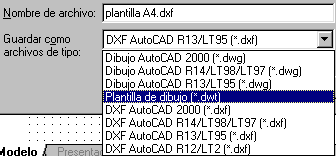 Nombre de archivo: plantilla A4.dxf
Guardar como archivos de tipo: DXF AutoCAD R13/LT95 (*.dxf)
Dibujo AutoCAD 2000 (*.dwg)
Dibujo AutoCAD R14/LT98/LT97 (*.dwg)
Dibujo AutoCAD R13/LT95 (*.dwg)
Plantilla de dibujo (*.dwt)
DXF AutoCAD 2000 (*.dxf)
DXF AutoCAD R14/LT98/LT97 (*.dxf)
DXF AutoCAD R13/LT95 (*.dxf)
DXF AutoCAD R12/LT2 (*.dxf)
Modelo